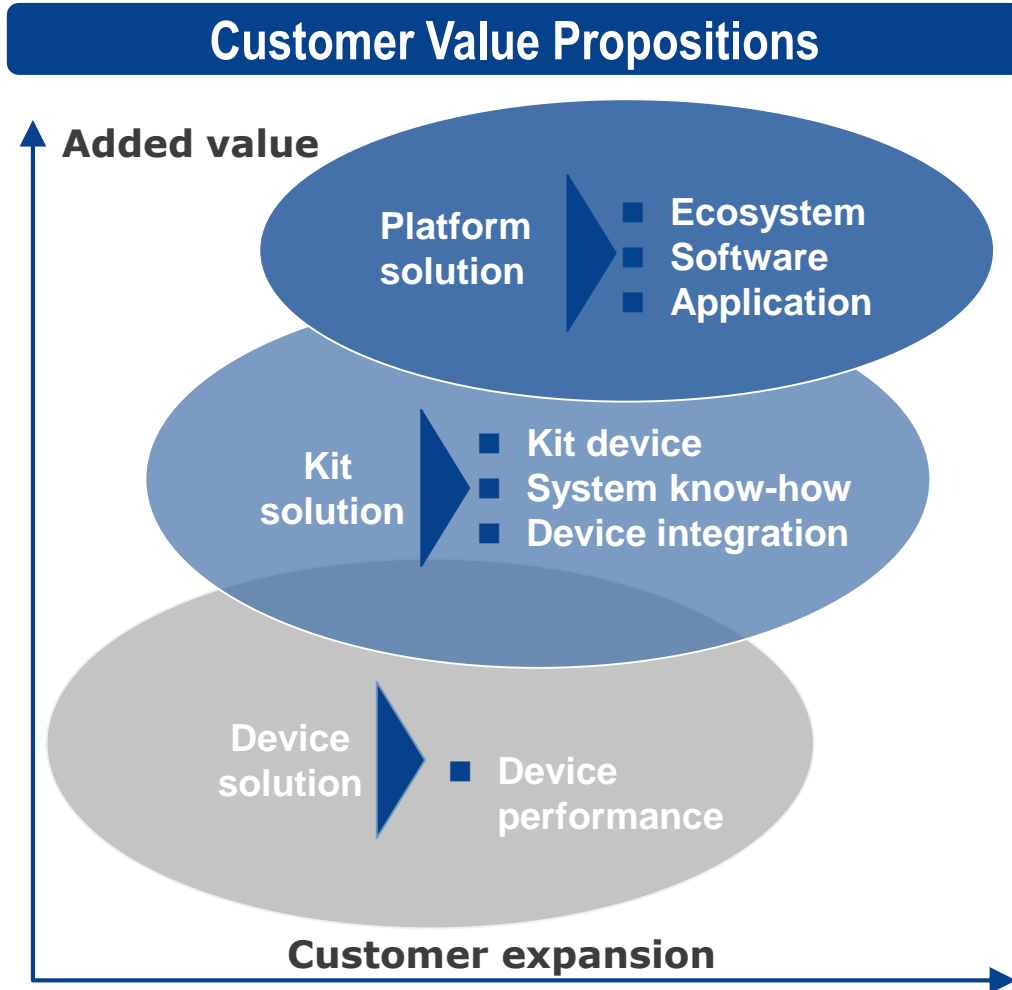 Customer Value Propositions
Added value
Platform
solution
■ Ecosystem
■ Software
■ Application
Kit
solution
■ Kit device
■ System know-how
■ Device integration
Device
solution
■ Device
performance
Customer expansion